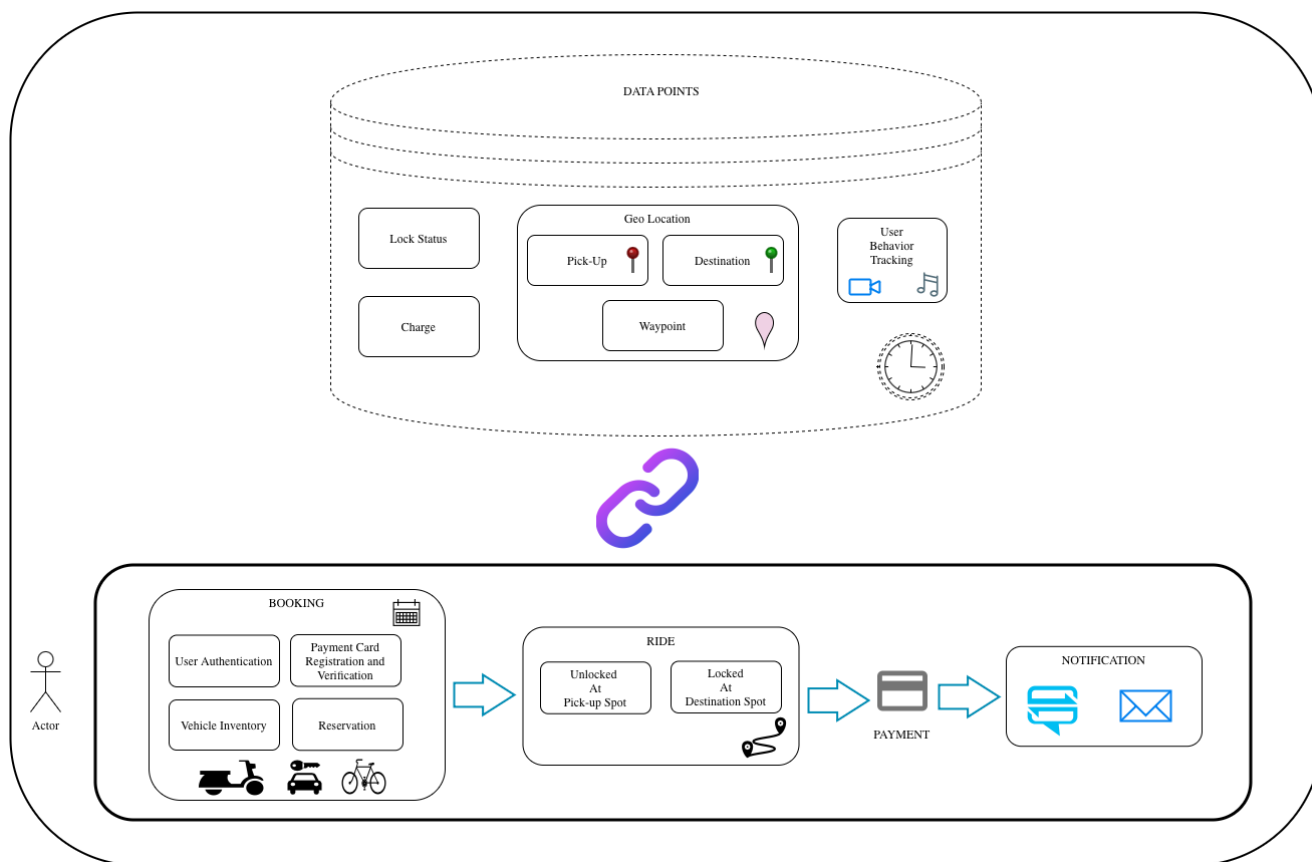 DATA POINTS
Lock Status
Charge
Geo Location
Pick-Up
Destination
Waypoint
User
Behavior
Tracking
Actor
BOOKING
User Authentication
Payment Card
Registration and
Verification
Vehicle Inventory
Reservation
RIDE
Unlocked
At
Pick-up Spot
Locked
At
Destination Spot
PAYMENT
NOTIFICATION